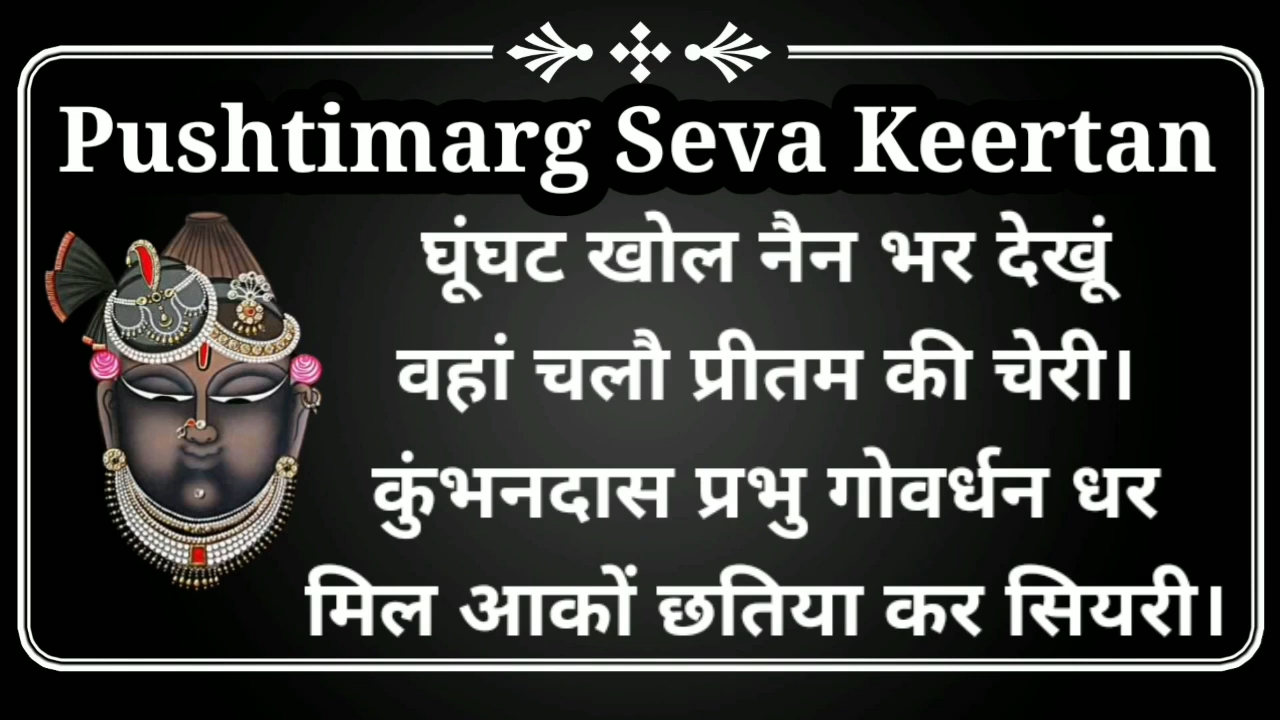 Pushtimarg Seva Keertan
घूंघट खोल नैन भर देखूं
वहां चलौ प्रीतम की चेरी।
कुंभनदास प्रभु गोवर्धन धर
मिल आकों छतिया कर सियरी।